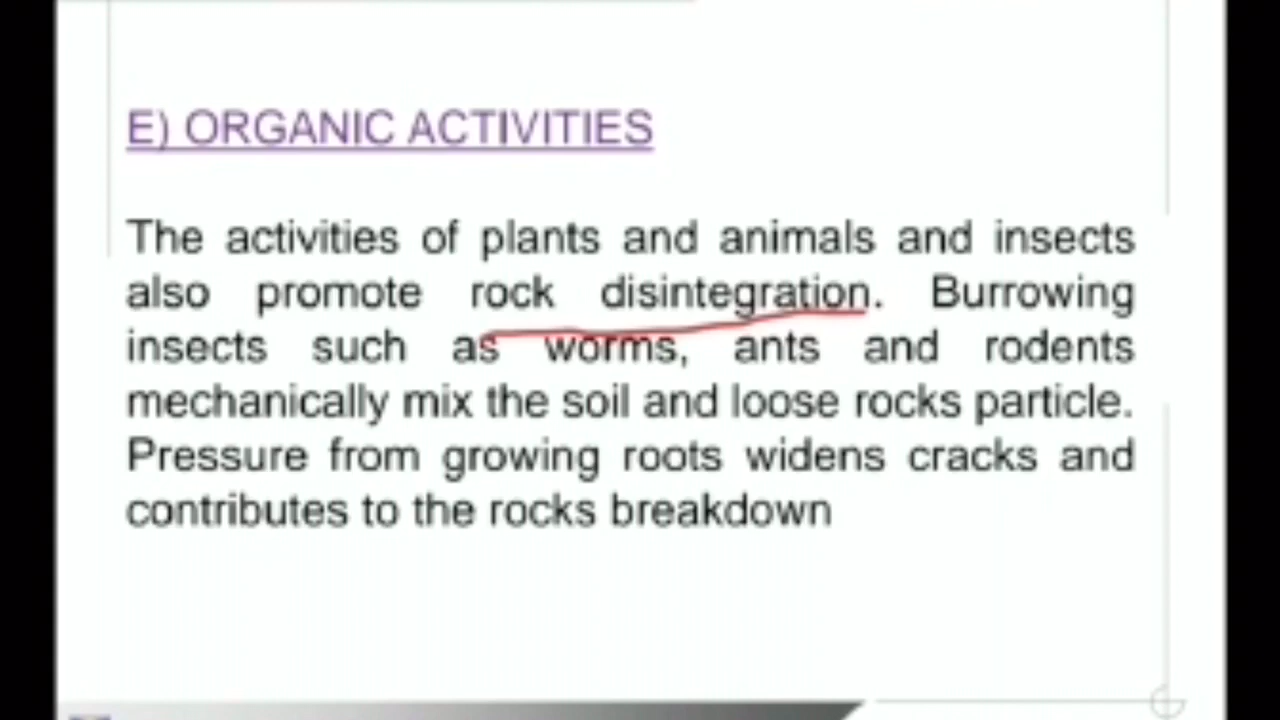 E) ORGANIC ACTIVITIES
The activities of plants and animals and insects
also promote rock disintegration. Burrowing
insects such as worms, ants and rodents
mechanically mix the soil and loose rocks particle.
Pressure from growing roots widens cracks and
contributes to the rocks breakdown